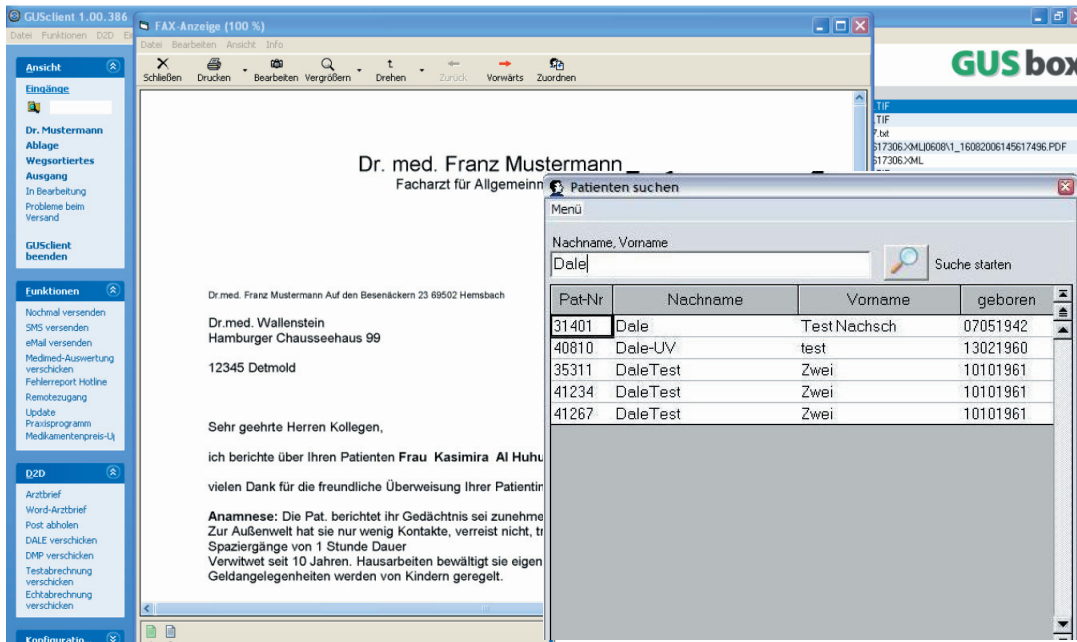 GUSclient 1.00.386
Datei Funktionen D2D
Ansicht
Eingänge
Dr. Mustermann
Ablage
Wegsortiertes
Ausgang
In Bearbeitung
Probleme beim
Versand
GUSclient
beenden
Funktionen
Nochmal versenden
SMS versenden
eMail versenden
Medimed-Auswertung
verschicken
Fehlerreport Hotline
Remotezugang
Update
Praxisprogramm
Medikamentenpreis-
D2D
Arztbrief
Word-Arztbrief
Post abholen
DALE verschicken
DMP verschicken
Testabrechnung
verschicken
Echtabrechnung
verschicken
Konfiguratio...
FAX-Anzeige (100 %)
Datei Bearbeiten Ansicht Info
Schließen Drucken Bearbeiten Vergrößern Drehen Zurück Vorwärts Zuordnen
Dr. med. Franz Mustermann
Facharzt für Allgemeinm
Dr.med. Franz Mustermann Auf den Besenäckern 23 69502 Hemsbach
Dr.med. Wallenstein
Hamburger Chausseehaus 99
12345 Detmold
Sehr geehrte Herren Kollegen,
ich berichte über Ihren Patienten Frau Kasimira Al Huhu
vielen Dank für die freundliche Überweisung Ihrer Patientin
Anamnese: Die Pat. berichtet ihr Gedächtnis sei zunehme
Zur Außenwelt hat sie nur wenig Kontakte, verreist nicht, tr
Spaziergänge von 1 Stunde Dauer
Verwitwet seit 10 Jahren. Hausarbeiten bewältigt sie eigen
Geldangelegenheiten werden von Kindern geregelt.
GUSbox
.TIF
.TIF
7.txt
517306.XML|0608\1_16082006145617496.PDF
517306.XML
Patienten suchen
Menü
Nachname, Vorname
Dale
Suche starten
Pat-Nr Nachname Vorname geboren
31401 Dale Test Nachsch 07051942
40810 Dale-UV test 13021960
35311 DaleTest Zwei 10101961
41234 DaleTest Zwei 10101961
41267 DaleTest Zwei 10101961